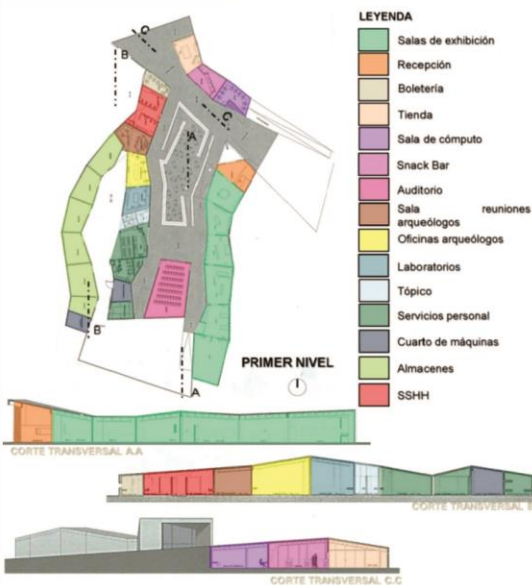 LEYENDA
Salas de exhibición
Recepción
Boletería
Tienda
Sala de cómputo
Snack Bar
Auditorio
Sala reuniones
arqueólogos
Oficinas arqueólogos
Laboratorios
Tópico
Servicios personal
Cuarto de máquinas
Almacenes
SSHH
C
B
A
C
B
A
PRIMER NIVEL
CORTE TRANSVERSAL A.A
CORTE TRANSVERSAL B
CORTE TRANSVERSAL C.C